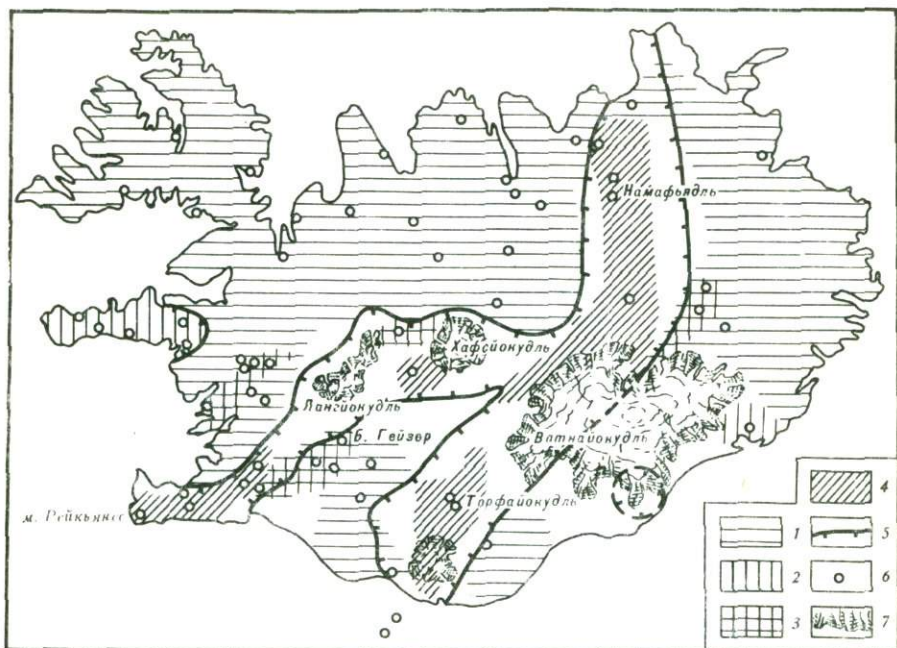 Намафьядль
Хафсйокудль
Лангйокудль
Б. Гейзер
Ватнайокудль
Торфайокудль
м. Рейкьянес
4
1 5
2 6
3 7